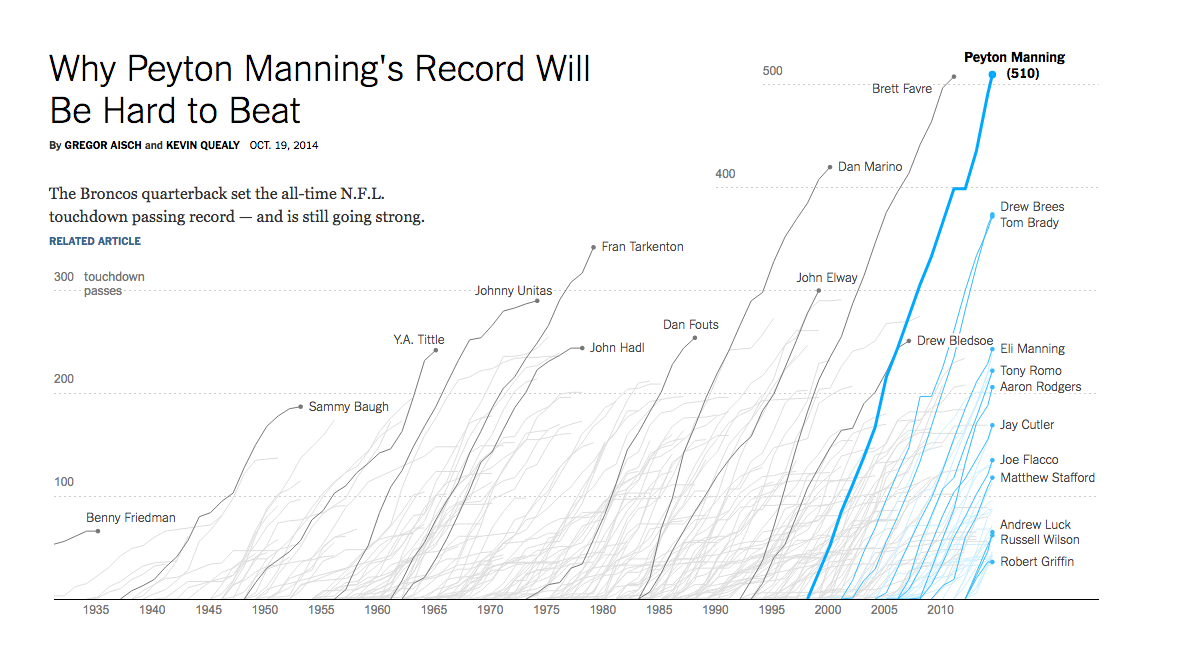 Why Peyton Manning's Record Will
Be Hard to Beat
By GREGOR AISCH and KEVIN QUEALY OCT. 19, 2014
The Broncos quarterback set the all-time N.F.L.
touchdown passing record — and is still going strong.
RELATED ARTICLE
Peyton Manning
(510)
500
Brett Favre
Dan Marino
400
Drew Brees
Tom Brady
Fran Tarkenton
300 touchdown
passes
John Elway
Johnny Unitas
Dan Fouts
Y.A. Tittle
John Hadl
Drew Bledsoe
Eli Manning
Tony Romo
200
Aaron Rodgers
Sammy Baugh
Jay Cutler
Joe Flacco
100
Matthew Stafford
Benny Friedman
Andrew Luck
Russell Wilson
Robert Griffin
1935 1940 1945 1950 1955 1960 1965 1970 1975 1980 1985 1990 1995 2000 2005 2010